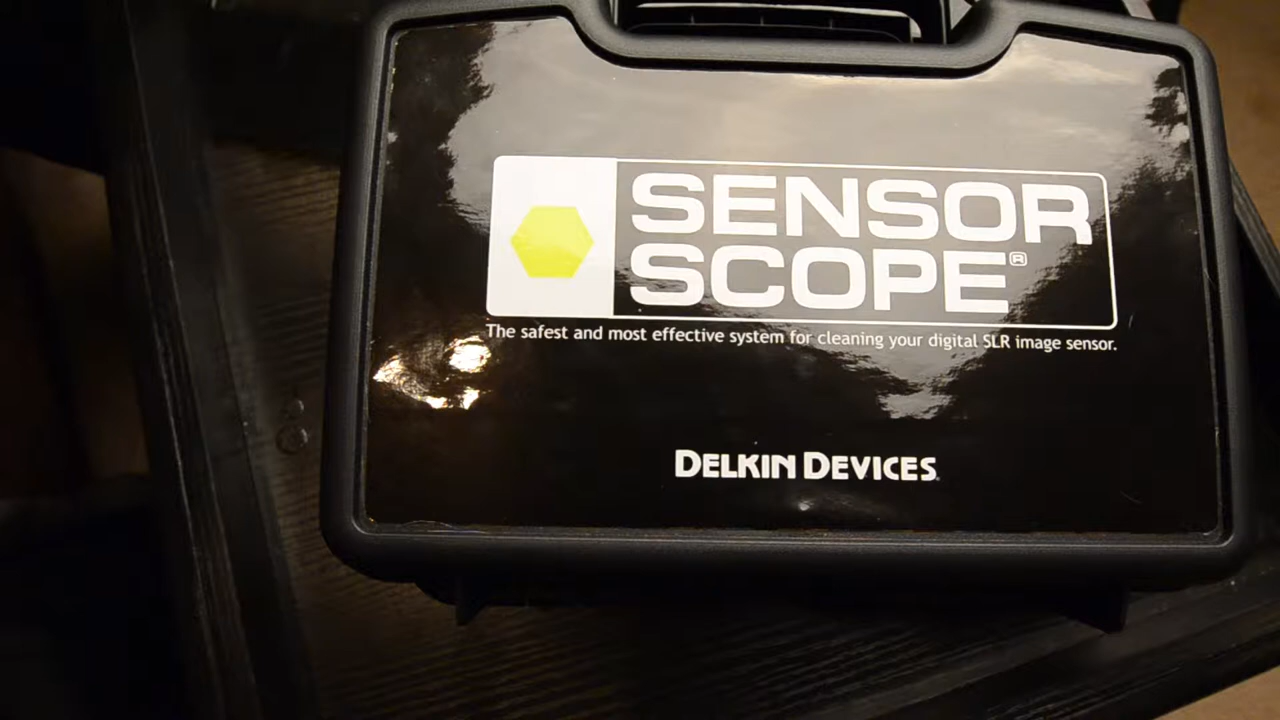 SENSOR
SCOPE®
The safest and most effective system for cleaning your digital SLR image sensor.
DELKIN DEVICES